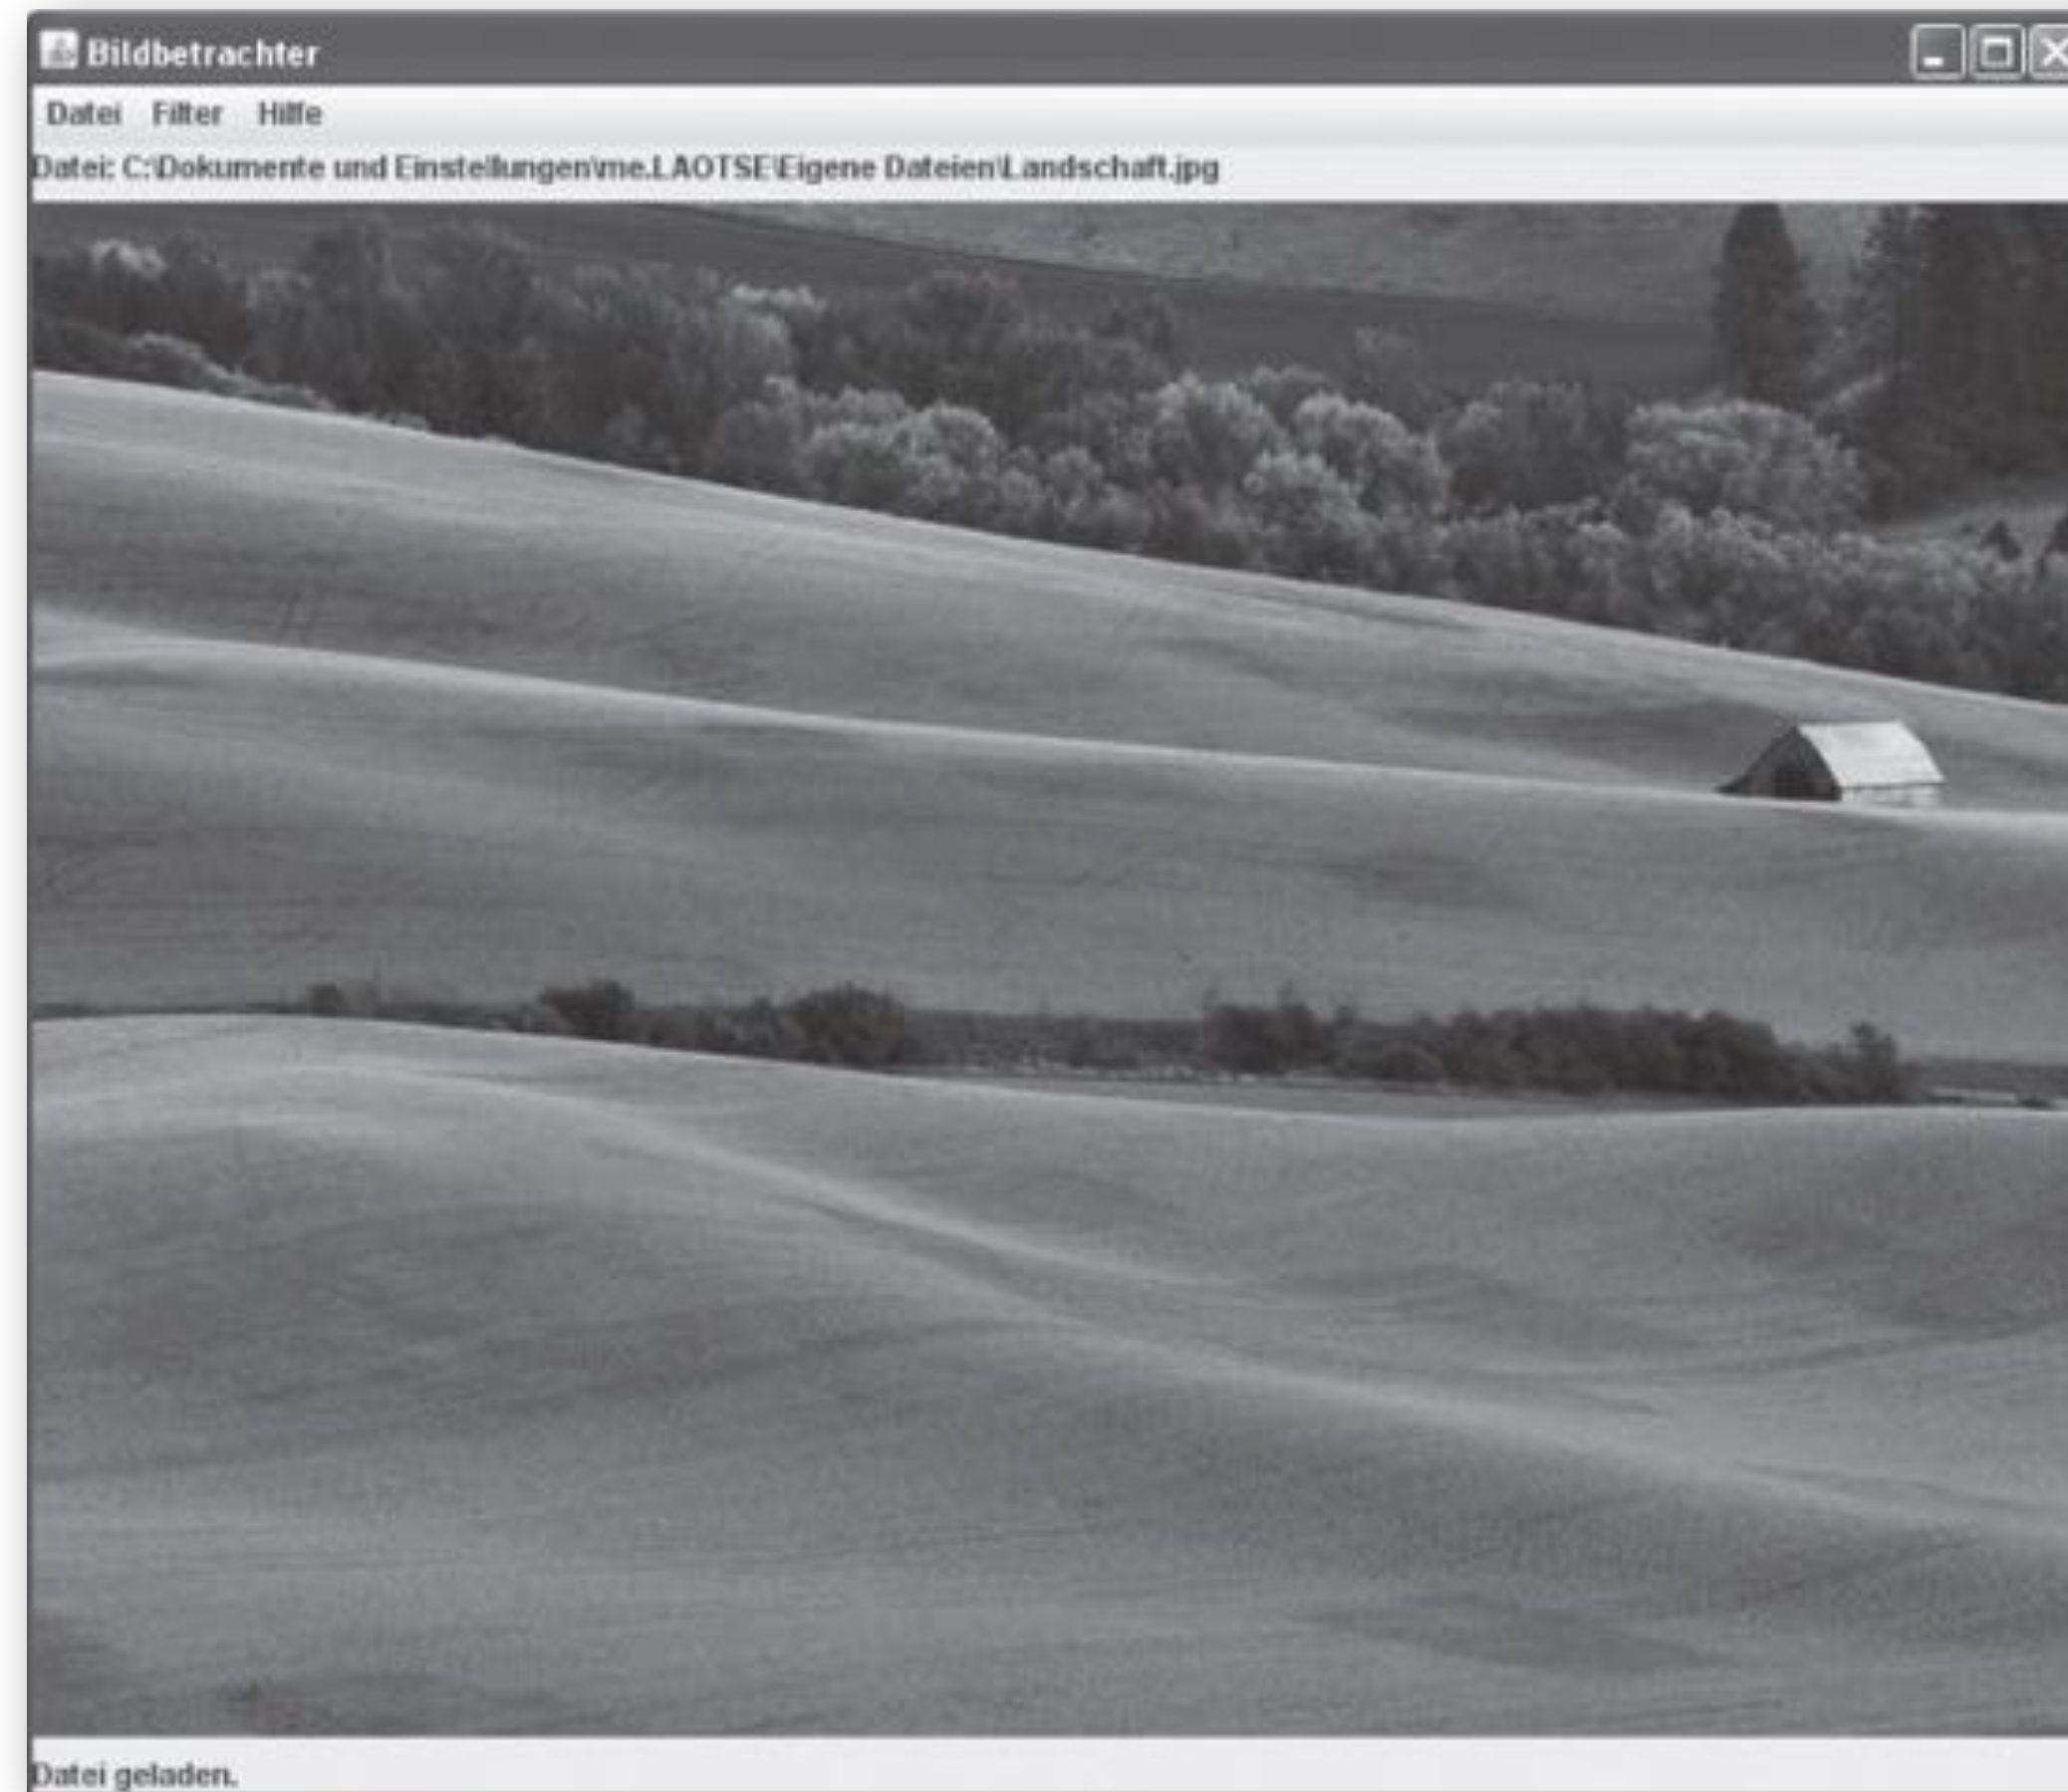 Bildbetrachter
Datei Filter Hilfe
Datei: C:\Dokumente und Einstellungen\me.LAOTSE\Eigene Dateien\Landschaft.jpg
Datei geladen.